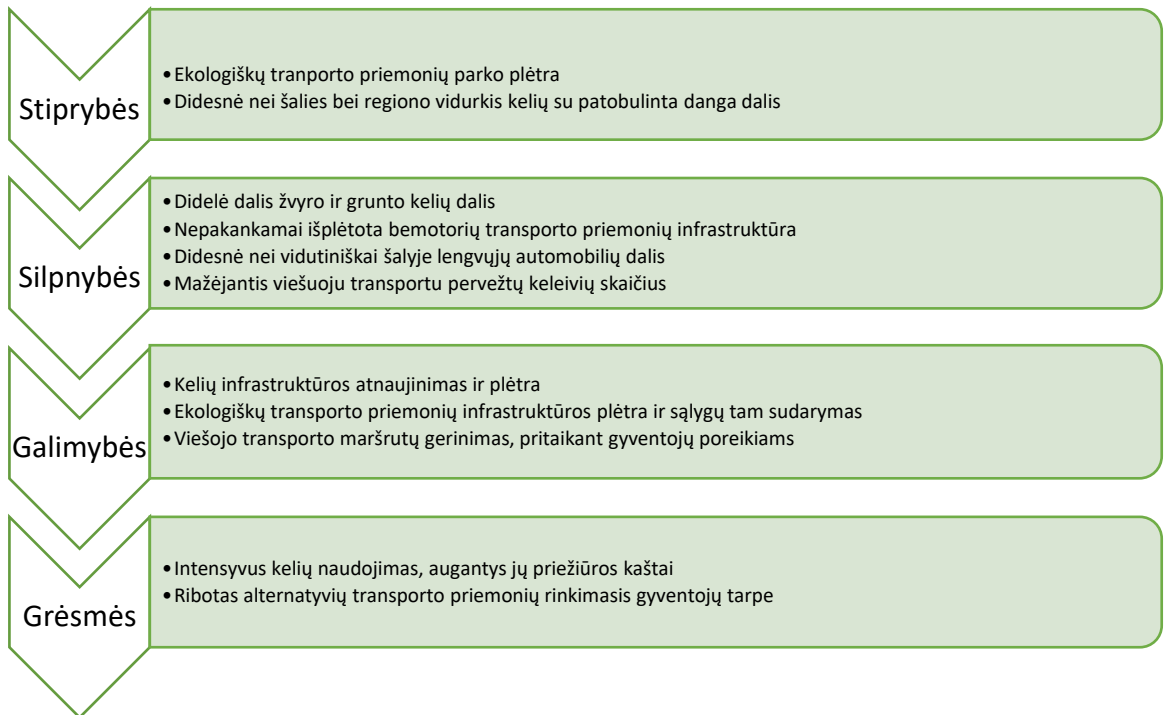 Stiprybės
•Ekologiškų tranporto priemonių parko plėtra
•Didesnė nei šalies bei regiono vidurkis kelių su patobulinta danga dalis
Silpnybės
•Didelė dalis žvyro ir grunto kelių dalis
•Nepakankamai išplėtota bemotorių transporto priemonių infrastruktūra
•Didesnė nei vidutiniškai šalyje lengvųjų automobilių dalis
•Mažėjantis viešuoju transportu pervežtų keleivių skaičius
Galimybės
•Kelių infrastruktūros atnaujinimas ir plėtra
•Ekologiškų transporto priemonių infrastruktūros plėtra ir sąlygų tam sudarymas
•Viešojo transporto maršrutų gerinimas, pritaikant gyventojų poreikiams
Grėsmės
•Intensyvus kelių naudojimas, augantys jų priežiūros kaštai
•Ribotas alternatyvių transporto priemonių rinkimasis gyventojų tarpe